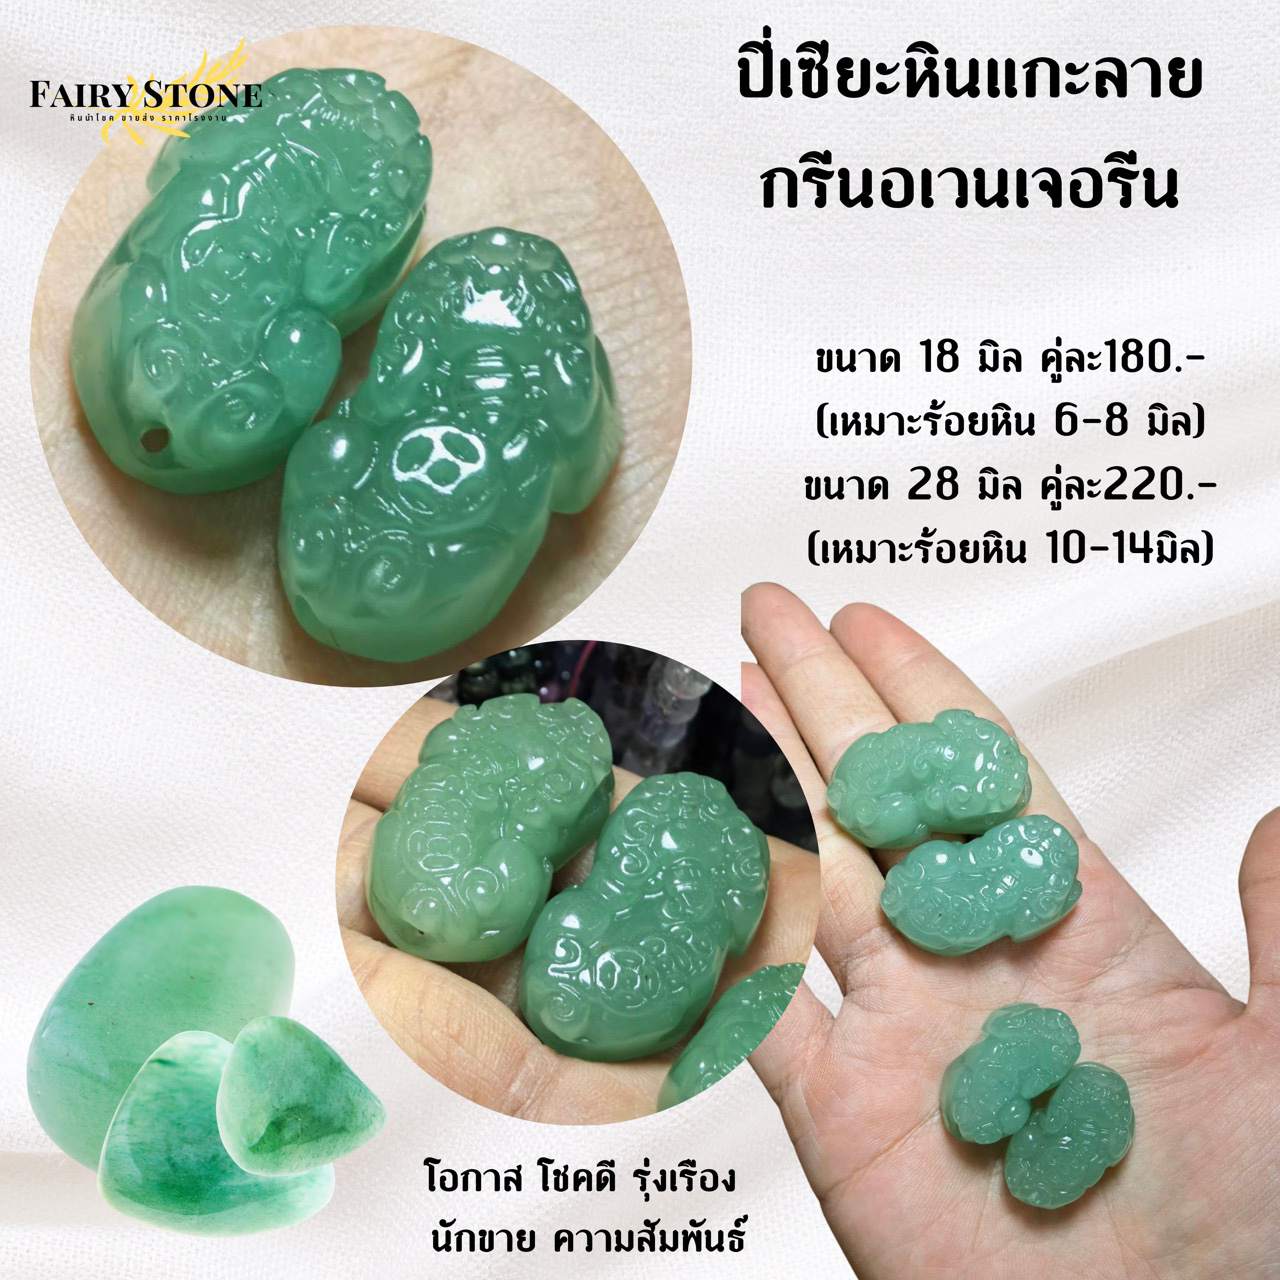 FAIRY STONE
หินนำโชค ขายส่ง ราคาโรงงาน
ปี่เซียะหินแกะลาย
กรีนอเวนเจอรีน
ขนาด 18 มิล คู่ละ180.-
(เหมาะร้อยหิน 6-8 มิล)
ขนาด 28 มิล คู่ละ220.-
(เหมาะร้อยหิน 10-14มิล)
โอกาส โชคดี รุ่งเรือง
นักขาย ความสัมพันธ์